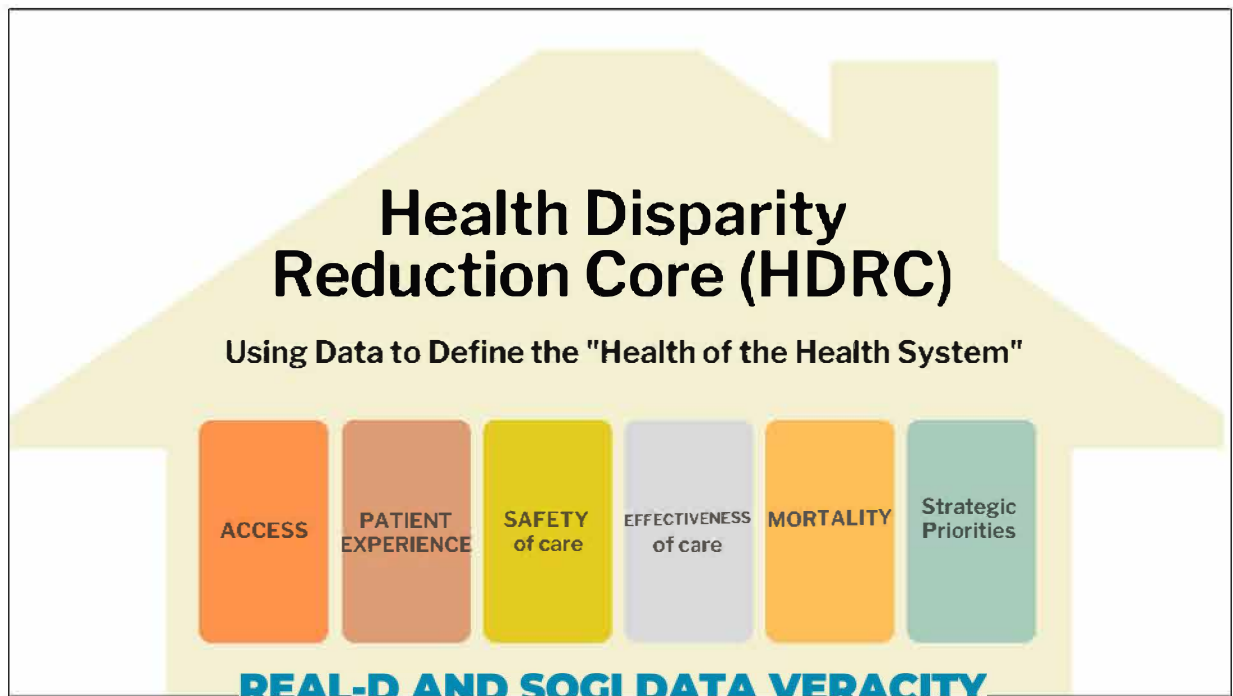 Health Disparity
Reduction Core (HDRC)
Using Data to Define the "Health of the Health System"
ACCESS
PATIENT
EXPERIENCE
SAFETY
of care
EFFECTIVENESS
of care
MORTALITY
Strategic
Priorities
REAL-D AND SOGI DATA VERACITY